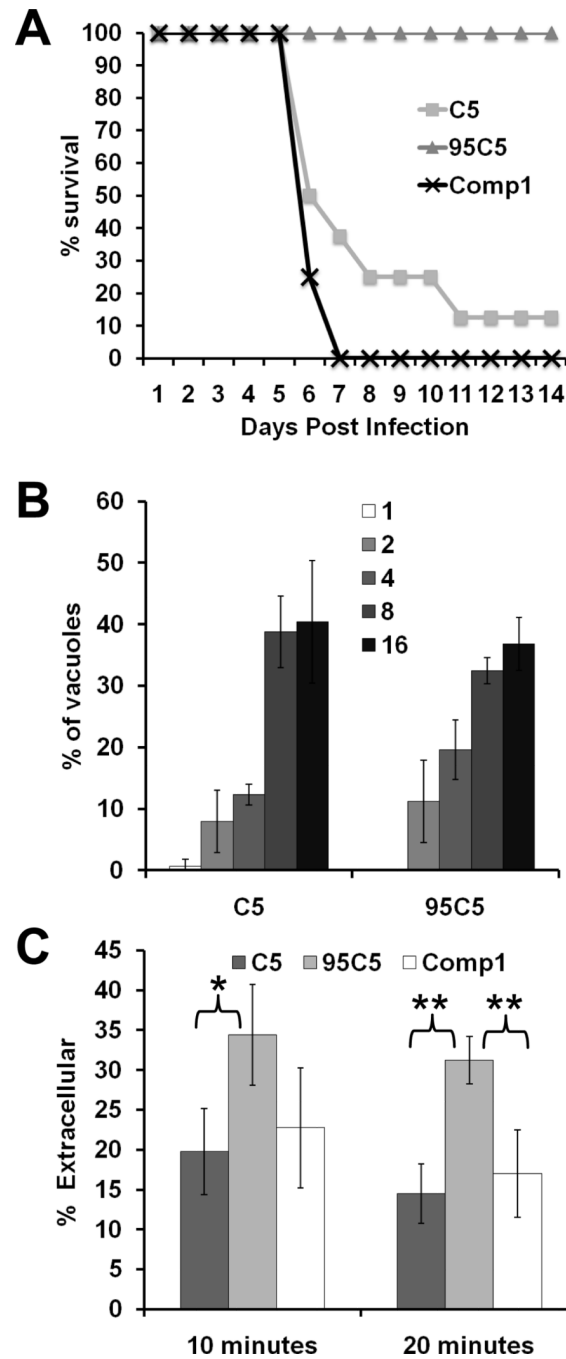 A
% survival
100
90
80
70
60
50
40
30
20
10
0
C5
95C5
Comp1
1 2 3 4 5 6 7 8 9 10 11 12 13 14
Days Post Infection
B
% of vacuoles
60
50
40
30
20
10
0
1
2
4
8
16
C5 95C5
C
% Extracellular
45
40
35
30
25
20
15
10
5
0
C5 95C5 Comp1
* ** **
10 minutes 20 minutes